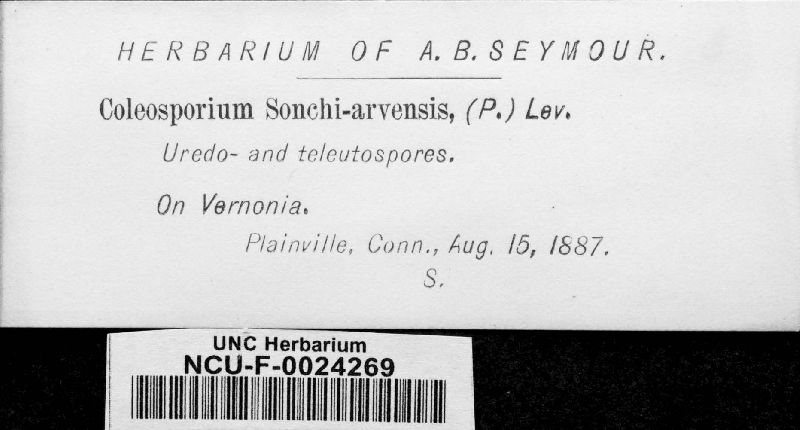 HERBARIUM OF A. B. SEYMOUR.
Coleosporium Sonchi-arvensis, (P.) Lev.
Uredo- and teleutospores.
On Vernonia.
Plainville, Conn., Aug. 15, 1887.
S.
UNC Herbarium
NCU-F-0024269